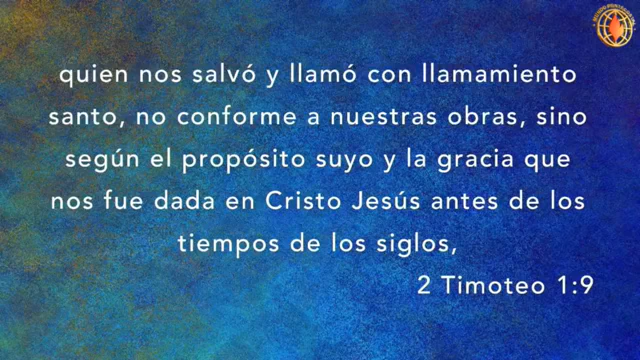 quien nos salvó y llamó con llamamiento
santo, no conforme a nuestras obras, sino
según el propósito suyo y la gracia que
nos fue dada en Cristo Jesús antes de los
tiempos de los siglos,
2 Timoteo 1:9